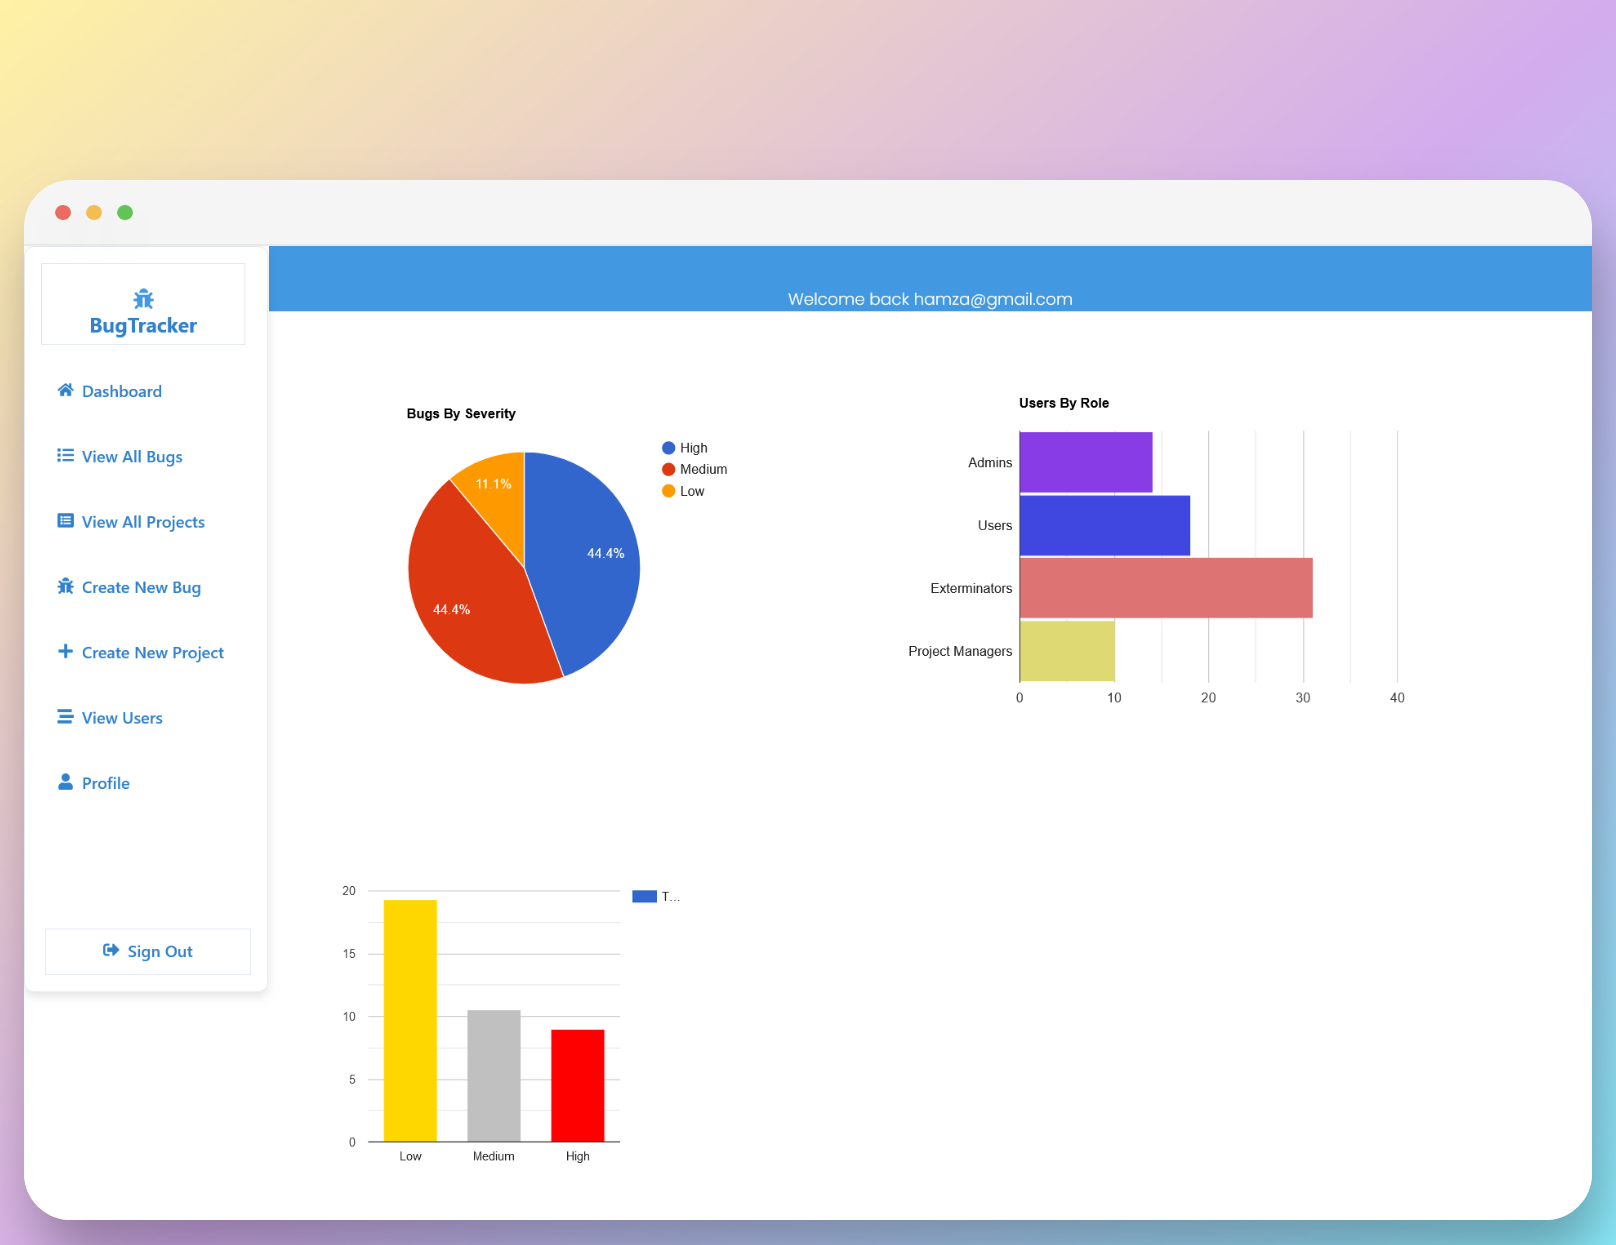 Welcome back hamza@gmail.com
BugTracker
Dashboard
View All Bugs
View All Projects
Create New Bug
Create New Project
View Users
Profile
Sign Out
Bugs By Severity
High
Medium
Low
11.1%
44.4%
44.4%
Users By Role
Admins
Users
Exterminators
Project Managers
0 10 20 30 40
20
15
10
5
0
Low Medium High
T...